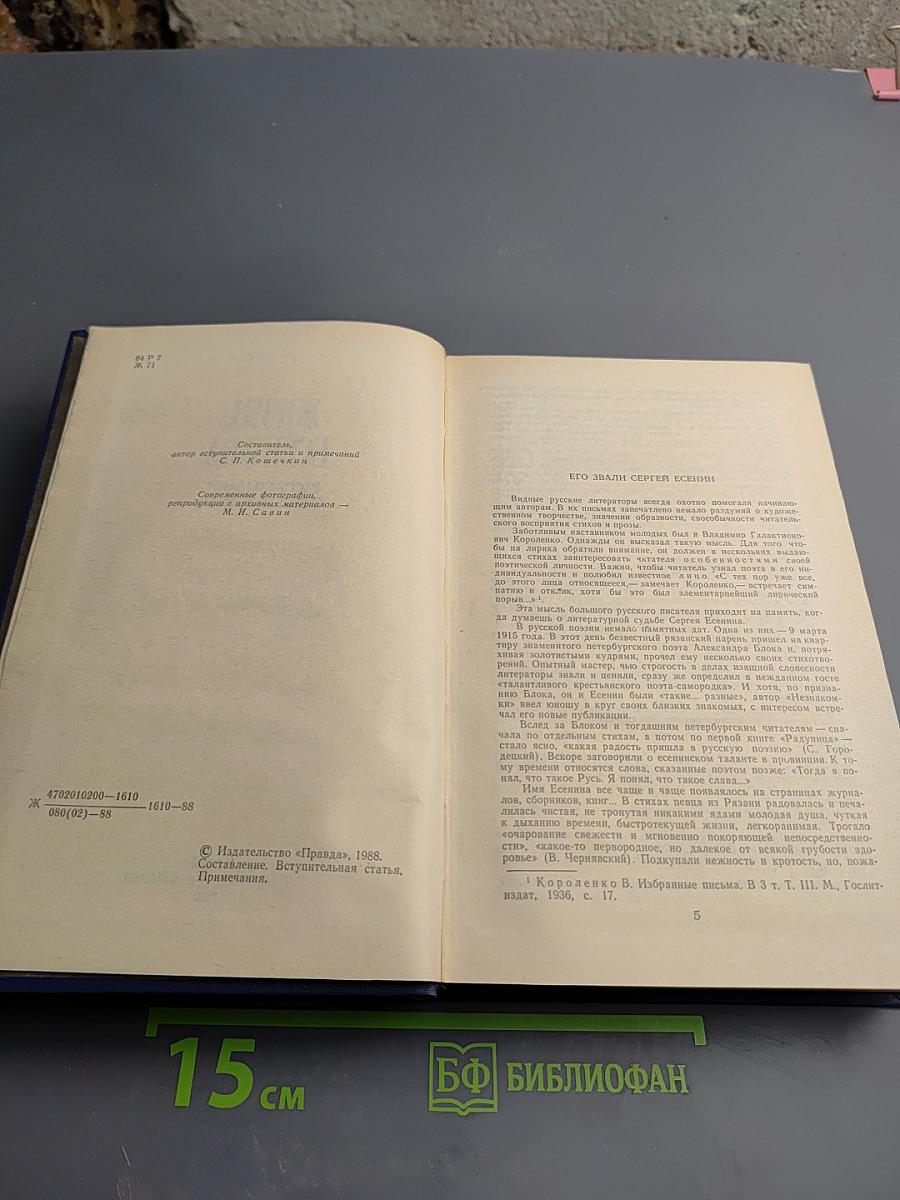 84 Р 7
Ж 71
Составитель,
автор вступительной статьи и примечаний
С. П. Кошечкин
Современные фотографии,
репродукции с архивных материалов —
М. И. Савин
Ж 4702010200—1610
080(02)—88
1610—88
© Издательство «Правда», 1988.
Составление. Вступительная статья.
Примечания.
ЕГО ЗВАЛИ СЕРГЕЙ ЕСЕНИН
Видные русские литераторы всегда охотно помогали начинаю-
щим авторам. В их письмах запечатлено немало раздумий о художе-
ственном творчестве, значении образности, своеобычности читатель-
ского восприятия стихов и прозы.
Заботливым наставником молодых был и Владимир Галактионо-
вич Короленко. Однажды он высказал такую мысль. Для того что-
бы на лирика обратили внимание, он должен в нескольких выдаю-
щихся стихах заинтересовать читателя особенностями своей
поэтической личности. Важно, чтобы читатель узнал поэта в его ин-
дивидуальности и полюбил известное лицо. «С тех пор уже все,
до этого лица относящееся,— замечает Короленко,— встречает сим-
патию и отклик, хотя бы это был элементарнейший лирический
порыв...» 1.
Эта мысль большого русского писателя приходит на память, ког-
да думаешь о литературной судьбе Сергея Есенина.
В русской поэзии немало памятных дат. Одна из них — 9 марта
1915 года. В этот день безвестный рязанский парень пришел на квар-
тиру знаменитого петербургского поэта Александра Блока и, потря-
хивая золотистыми кудрями, прочел ему несколько своих стихотво-
рений. Опытный мастер, чью строгость в делах изящной словесности
литераторы знали и ценили, сразу же определил в нежданном госте
«талантливого крестьянского поэта-самородка». И хотя, по призна-
нию Блока, он и Есенин были «такие... разные», автор «Незнаком-
ки» ввел юношу в круг своих близких знакомых, с интересом встре-
чал его новые публикации.
Вслед за Блоком и тогдашним петербургским читателям — сна-
чала по отдельным стихам, а потом по первой книге «Радуница» —
стало ясно, «какая радость пришла в русскую поэзию» (С. Горо-
децкий). Вскоре заговорили о есенинском таланте в провинции. К то-
му времени относятся слова, сказанные поэтом позже: «Тогда я по-
нял, что такое Русь. Я понял, что такое слава...»
Имя Есенина все чаще и чаще появлялось на страницах журна-
лов, сборников, книг... В стихах певца из Рязани радовалась и печа-
лилась чистая, не тронутая никакими ядами молодая душа, чуткая
к дыханию времени, быстротекущей жизни, легкоранимая. Трогало
«очарование свежести и мгновенно покоряющей непосредственно-
сти», «какое-то первородное, но далекое от всякой грубости здо-
ровье» (В. Чернявский). Подкупали нежность и кротость, но, пожа-
1 Короленко В. Избранные письма. В 3 т. Т. III. М., Гослит-
издат, 1936, с. 17.
5
15 см
БФ БИБЛИОФАН